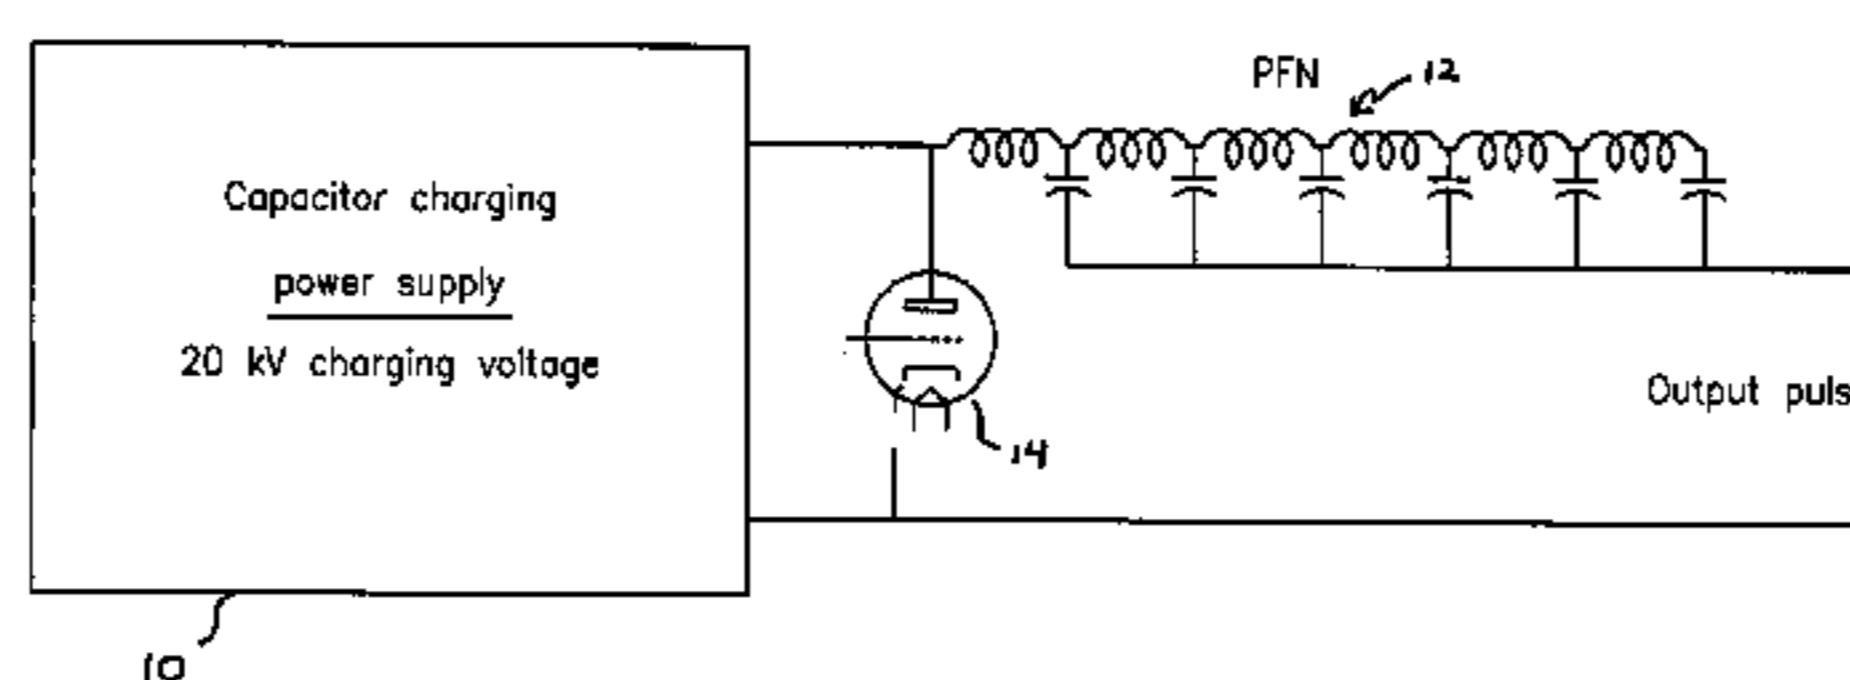 PFN 12
Capacitor charging
power supply
20 kV charging voltage
Output puls
14
10